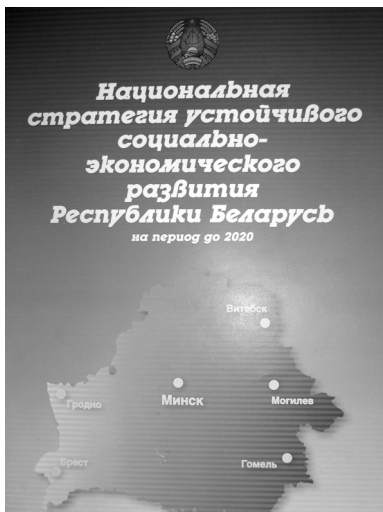 Национальная
стратегия устойчивого
социально-
экономического
развития
Республики Беларусь
на период до 2020
Витебск
Гродно
Минск
Могилев
Брест
Гомель